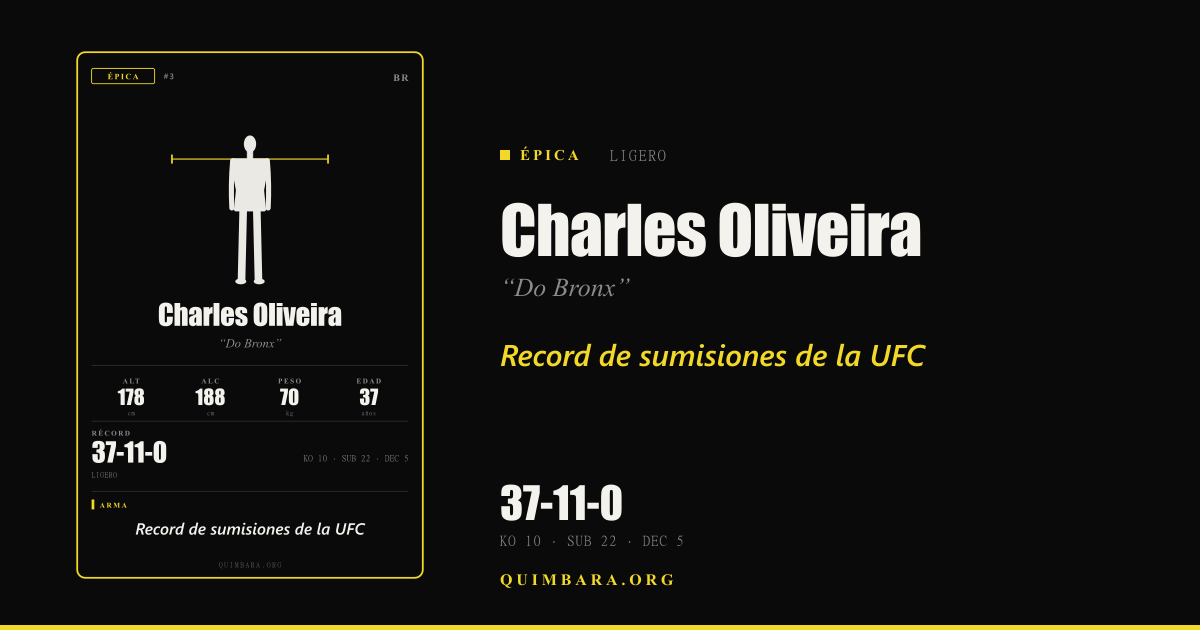 ÉPICA #3 BR
Charles Oliveira
“Do Bronx”
ALT ALC PESO EDAD
178 188 70 37
cm cm kg años
RÉCORD
37-11-0
KO 10 · SUB 22 · DEC 5
LIGERO
ARMA
Record de sumisiones de la UFC
QUIMBARA.ORG
ÉPICA LIGERO
Charles Oliveira
“Do Bronx”
Record de sumisiones de la UFC
37-11-0
KO 10 · SUB 22 · DEC 5
QUIMBARA.ORG